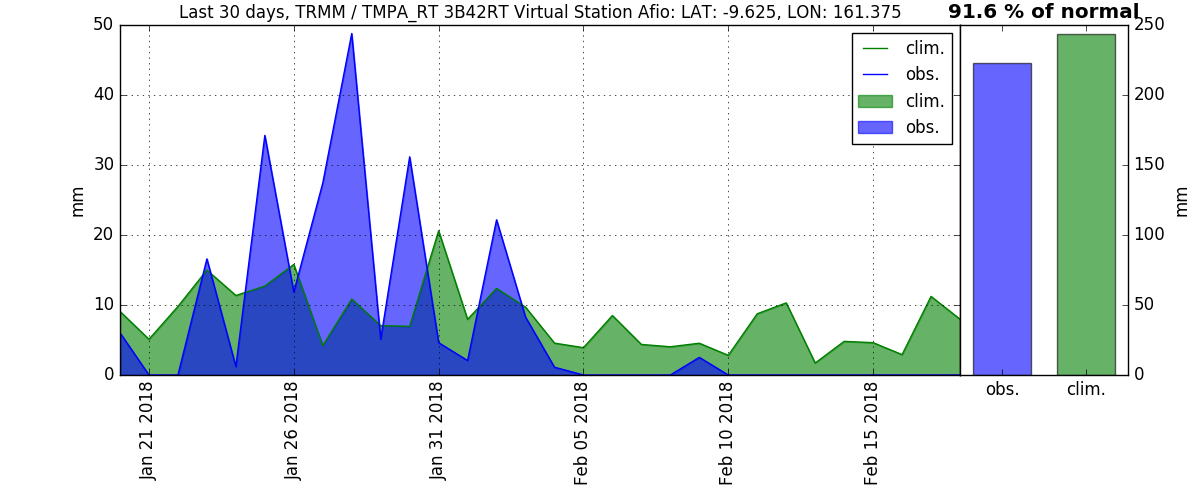 Last 30 days, TRMM / TMPA_RT 3B42RT Virtual Station Afio: LAT: -9.625, LON: 161.375
91.6 % of normal
50
40
30
20
10
0
mm
clim.
obs.
clim.
obs.
250
200
150
100
50
0
mm
Jan 21 2018
Jan 26 2018
Jan 31 2018
Feb 05 2018
Feb 10 2018
Feb 15 2018
obs.
clim.